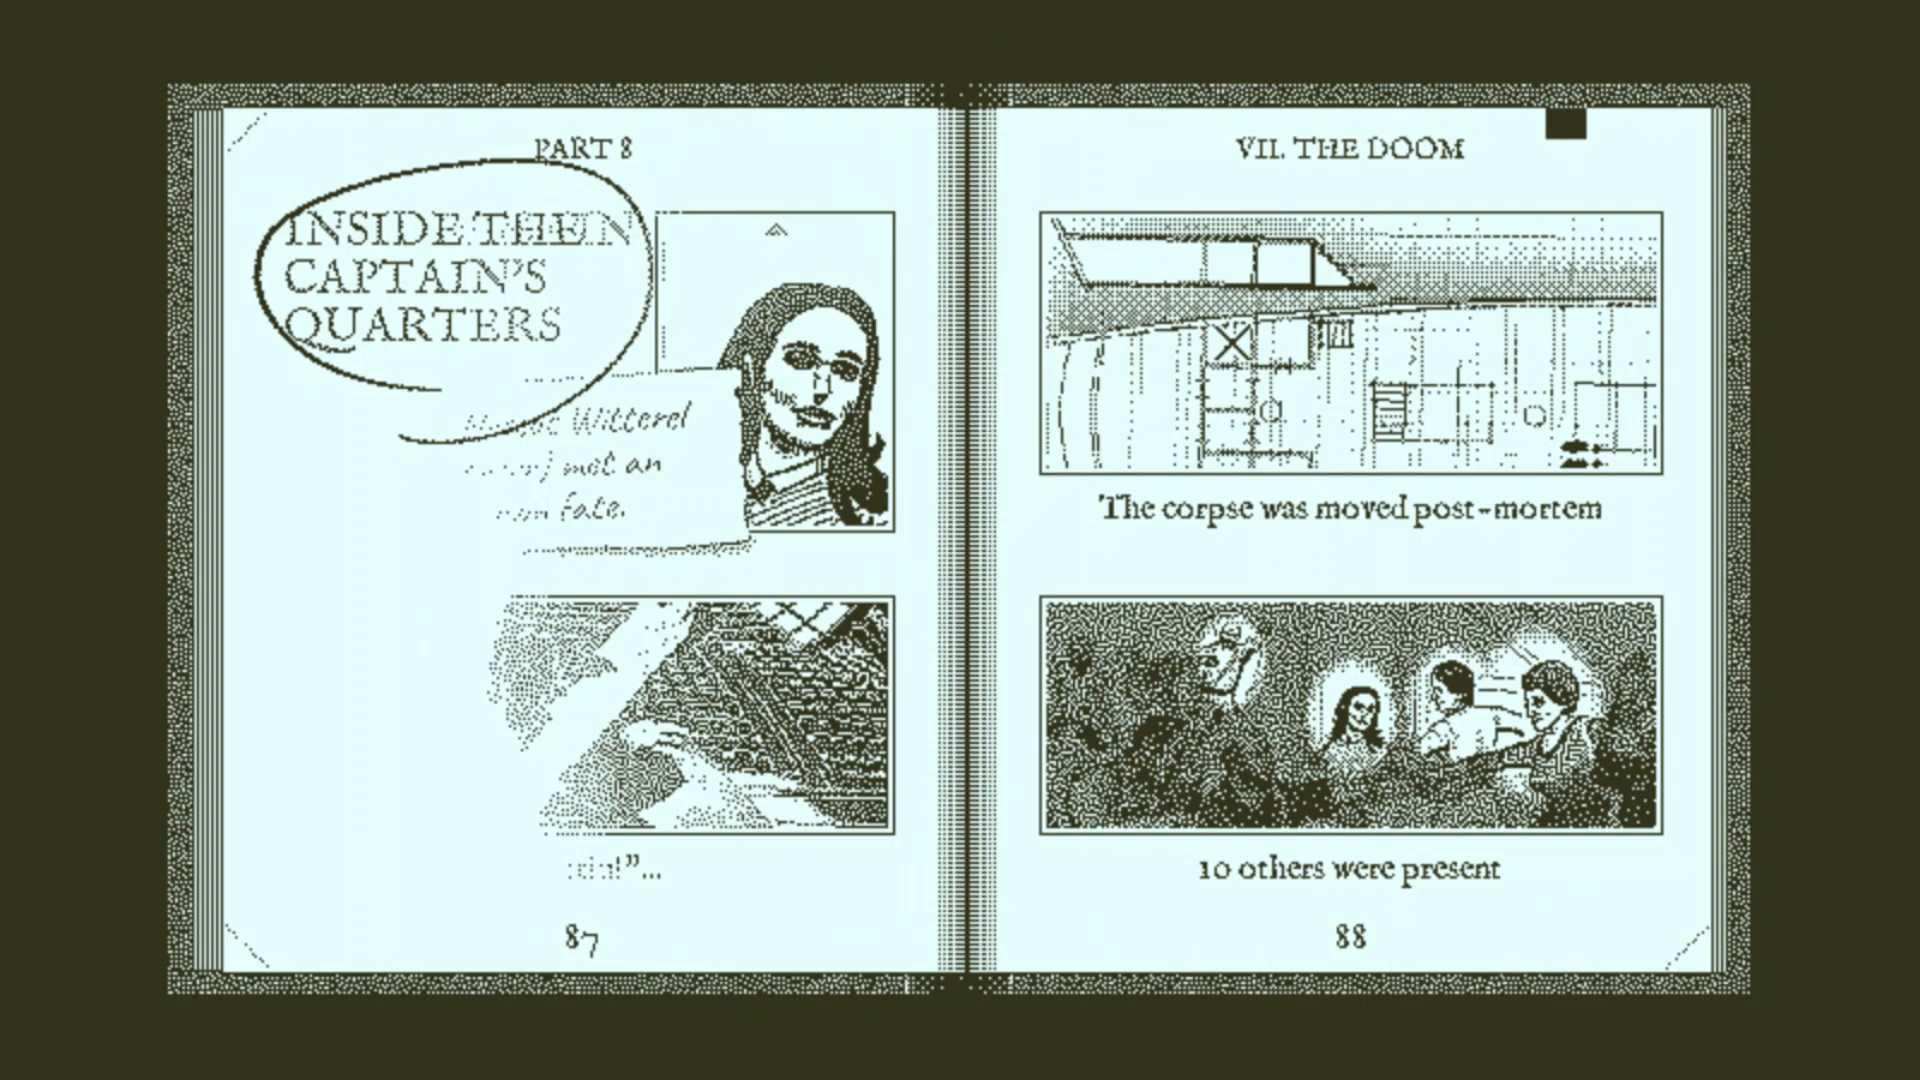 PART 8
INSIDE THE
CAPTAIN'S
QUARTERS
Witterel
met an
fate.
87
VII. THE DOOM
The corpse was moved post-mortem
10 others were present
88